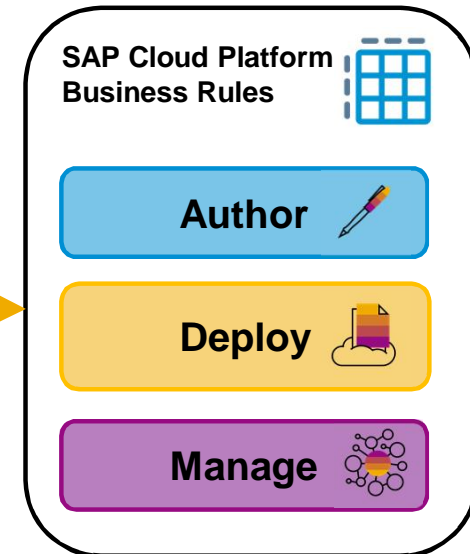 SAP Cloud Platform
Business Rules
Author
Deploy
Manage